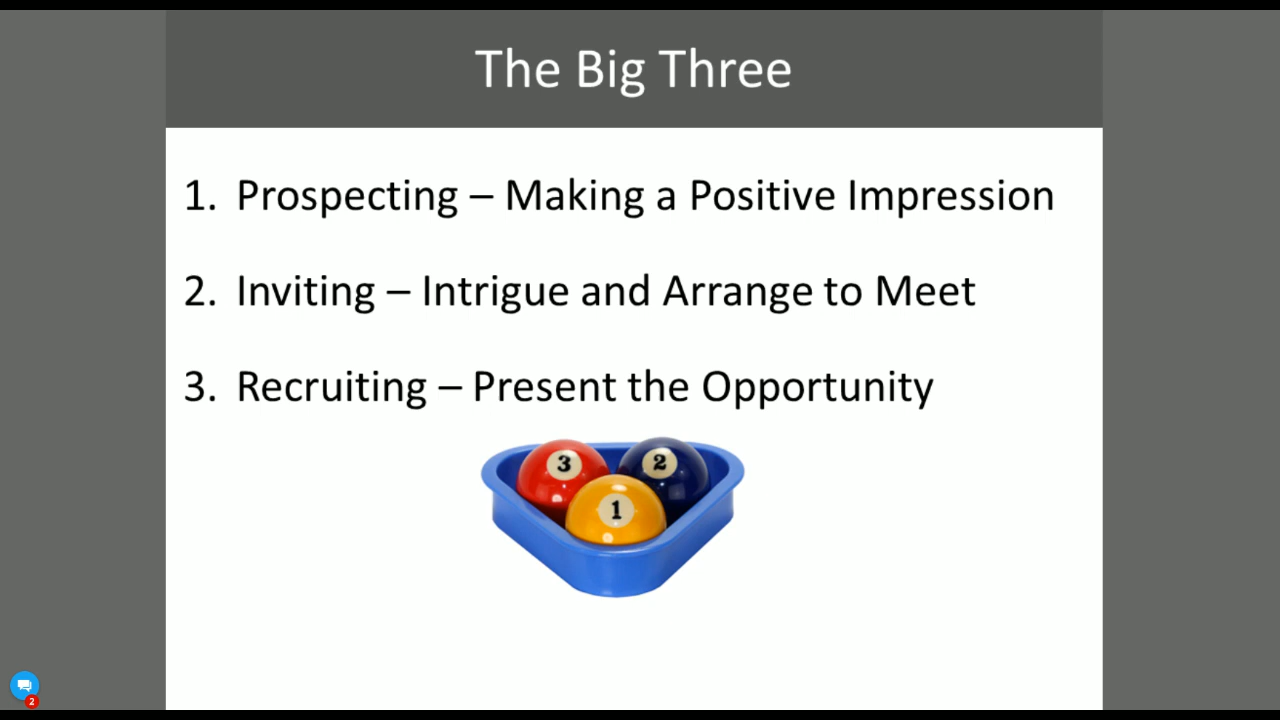 The Big Three
1. Prospecting – Making a Positive Impression
2. Inviting – Intrigue and Arrange to Meet
3. Recruiting – Present the Opportunity
3
2
1
2